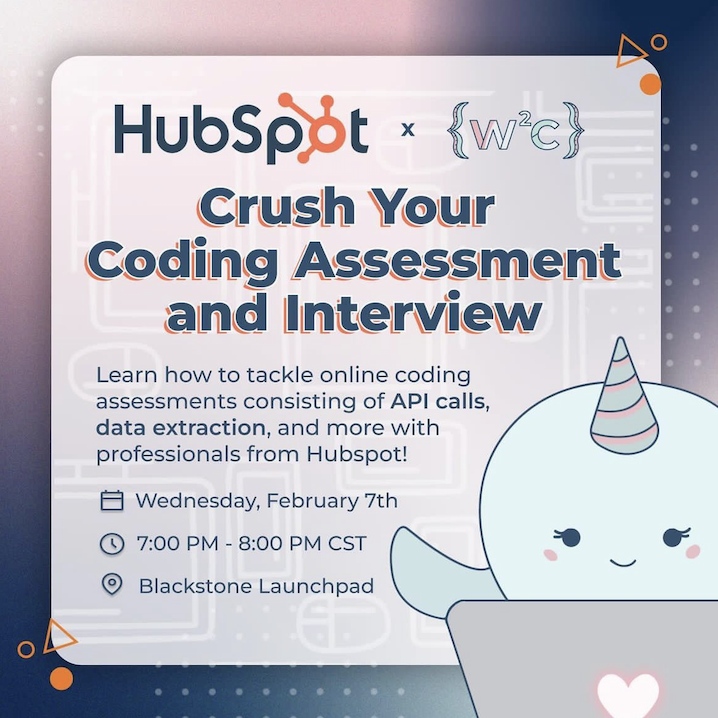 HubSpot x {W²C}
Crush Your
Coding Assessment
and Interview
Learn how to tackle online coding
assessments consisting of API calls,
data extraction, and more with
professionals from Hubspot!
Wednesday, February 7th
7:00 PM - 8:00 PM CST
Blackstone Launchpad